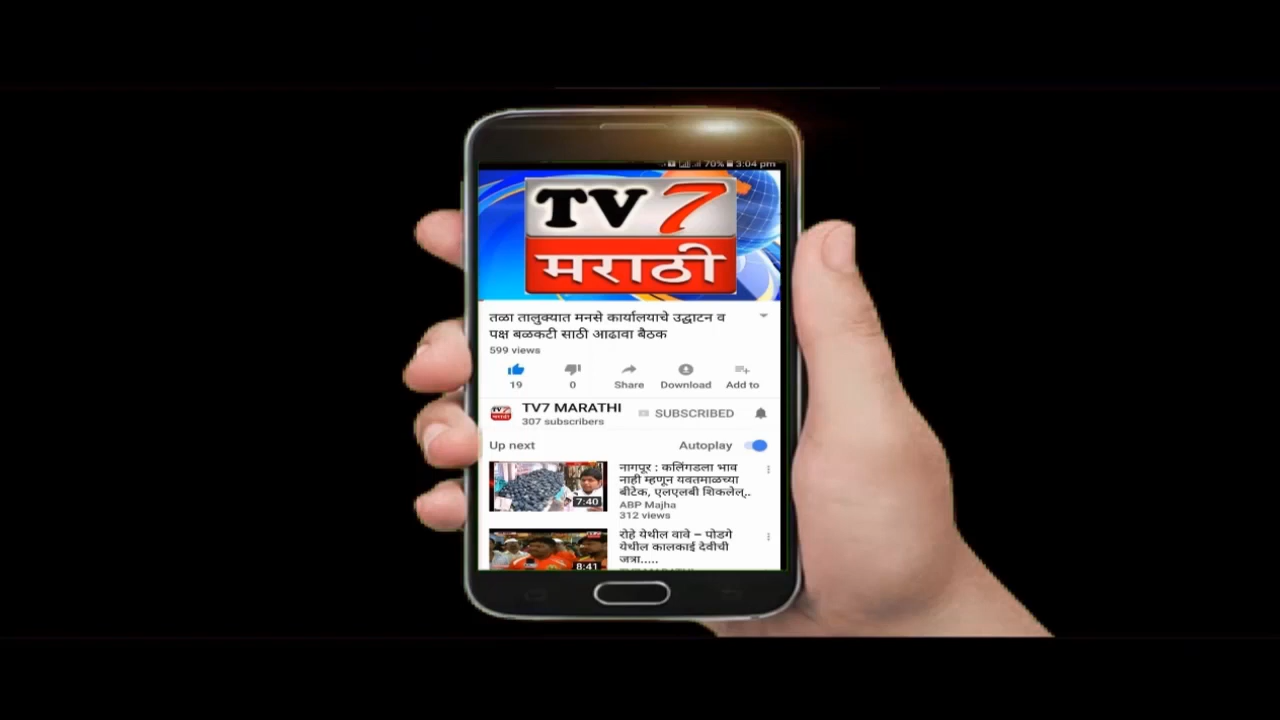 70% 3:04 pm
TV 7
मराठी
तळा तालुक्यात मनसे कार्यालयाचे उद्घाटन व
पक्ष बळकटी साठी आढावा बैठक
599 views
19 0 Share Download Add to
TV7 MARATHI SUBSCRIBED
307 subscribers
Up next Autoplay
नागपूर : कलिंगडला भाव
नाही म्हणून यवतमाळच्या
बीटेक, एलएलबी शिकलेल्..
7:40
ABP Majha
312 views
रोहे येथील वावे – पोडगे
येथील कालकाई देवीची
जत्रा.....
8:41